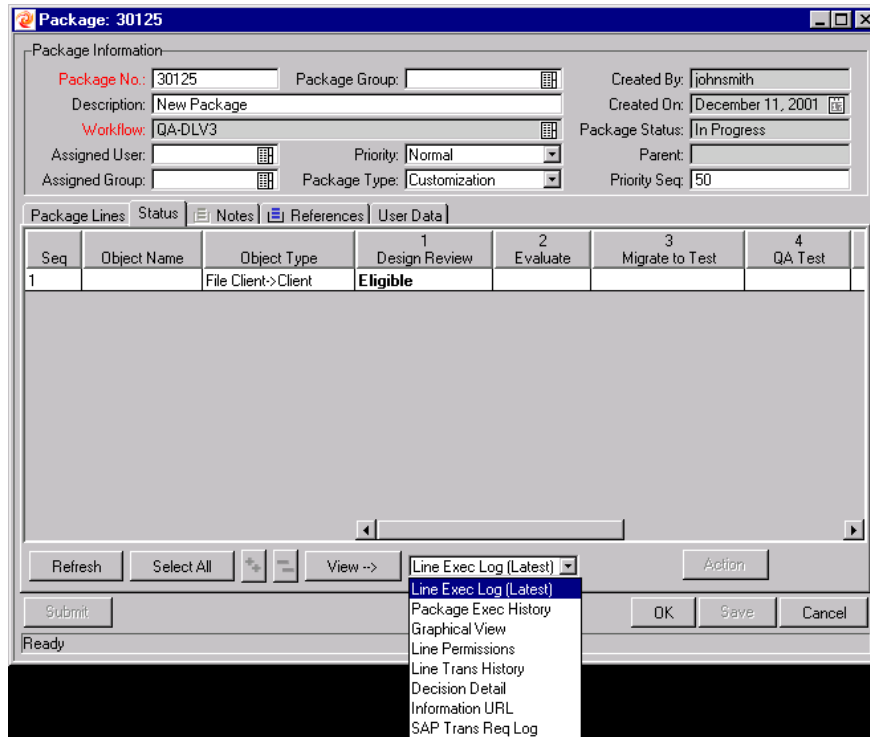 Package: 30125
Package Information
Package No.: 30125 Package Group: Created By: johnsmith
Description: New Package Created On: December 11, 2001
Workflow: QA-DLV3 Package Status: In Progress
Assigned User: Priority: Normal Parent:
Assigned Group: Package Type: Customization Priority Seq: 50
Package Lines Status Notes References User Data
Seq Object Name Object Type 1 Design Review 2 Evaluate 3 Migrate to Test 4 QA Test
1 File Client->Client Eligible
Refresh Select All View --> Line Exec Log (Latest) Action
Line Exec Log (Latest)
Package Exec History
Graphical View
Line Permissions
Line Trans History
Decision Detail
Information URL
SAP Trans Req Log
Submit OK Save Cancel
Ready